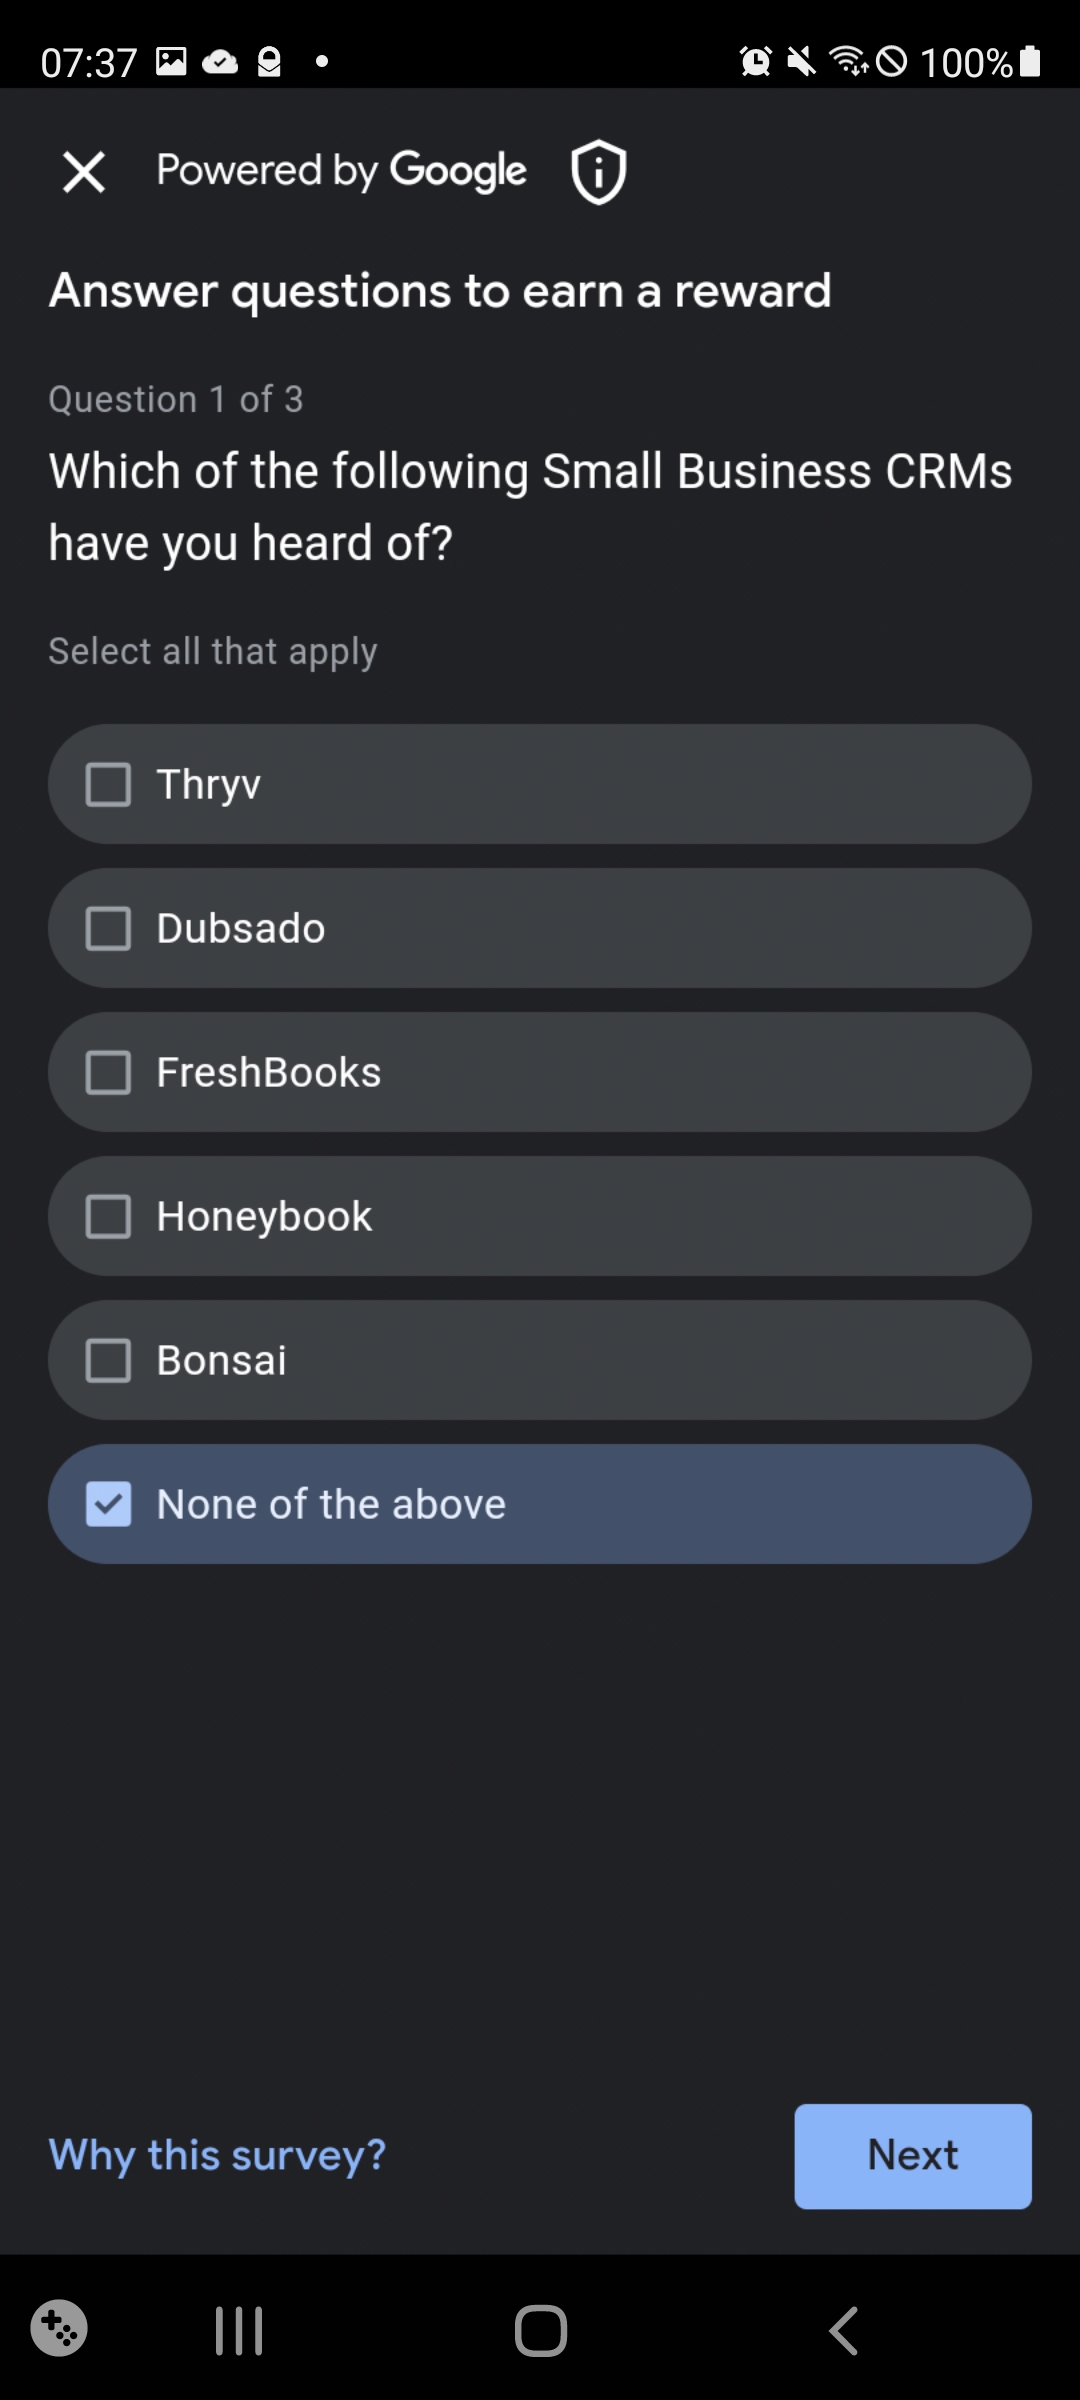 07:37
100%
Powered by Google
Answer questions to earn a reward
Question 1 of 3
Which of the following Small Business CRMs
have you heard of?
Select all that apply
Thryv
Dubsado
FreshBooks
Honeybook
Bonsai
None of the above
Why this survey?
Next